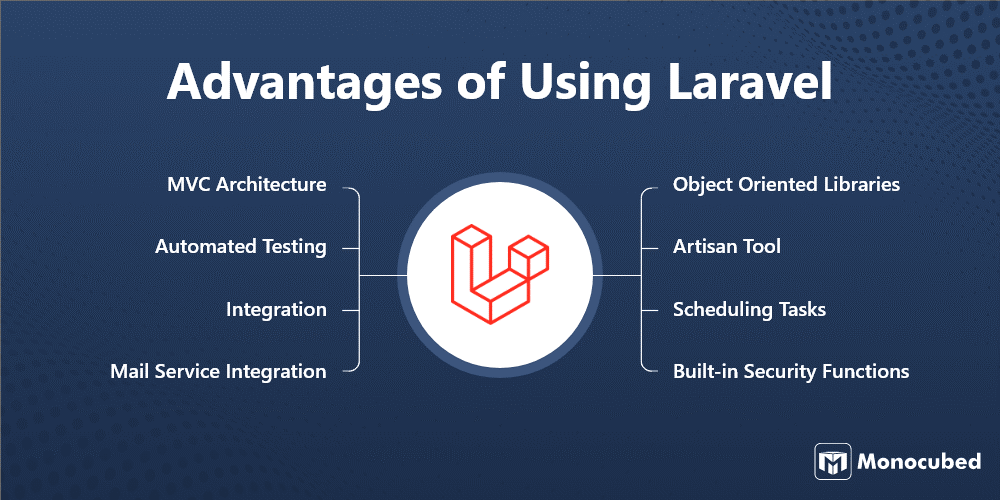 Advantages of Using Laravel
MVC Architecture
Automated Testing
Integration
Mail Service Integration
Object Oriented Libraries
Artisan Tool
Scheduling Tasks
Built-in Security Functions
Monocubed